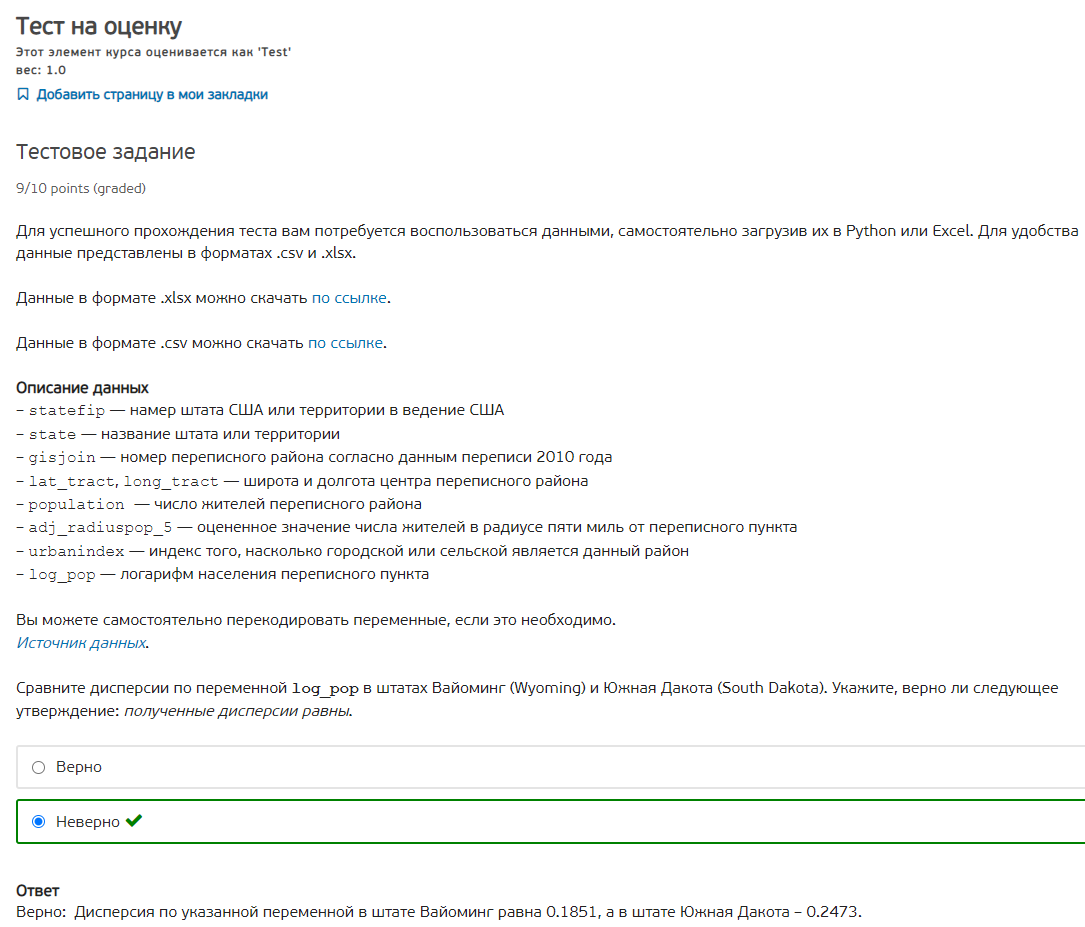 Тест на оценку
Этот элемент курса оценивается как 'Test'
вес: 1.0
Добавить страницу в мои закладки
Тестовое задание
9/10 points (graded)
Для успешного прохождения теста вам потребуется воспользоваться данными, самостоятельно загрузив их в Python или Excel. Для удобства
данные представлены в форматах .csv и .xlsx.
Данные в формате .xlsx можно скачать по ссылке.
Данные в формате .csv можно скачать по ссылке.
Описание данных
– statefip — намер штата США или территории в ведение США
– state — название штата или территории
– gisjoin — номер переписного района согласно данным переписи 2010 года
– lat_tract, long_tract — широта и долгота центра переписного района
– population — число жителей переписного района
– adj_radiuspop_5 — оцененное значение числа жителей в радиусе пяти миль от переписного пункта
– urbanindex — индекс того, насколько городской или сельской является данный район
– log_pop — логарифм населения переписного пункта
Вы можете самостоятельно перекодировать переменные, если это необходимо.
Источник данных.
Сравните дисперсии по переменной log_pop в штатах Вайоминг (Wyoming) и Южная Дакота (South Dakota). Укажите, верно ли следующее
утверждение: полученные дисперсии равны.
Верно
Неверно
Ответ
Верно: Дисперсия по указанной переменной в штате Вайоминг равна 0.1851, а в штате Южная Дакота – 0.2473.